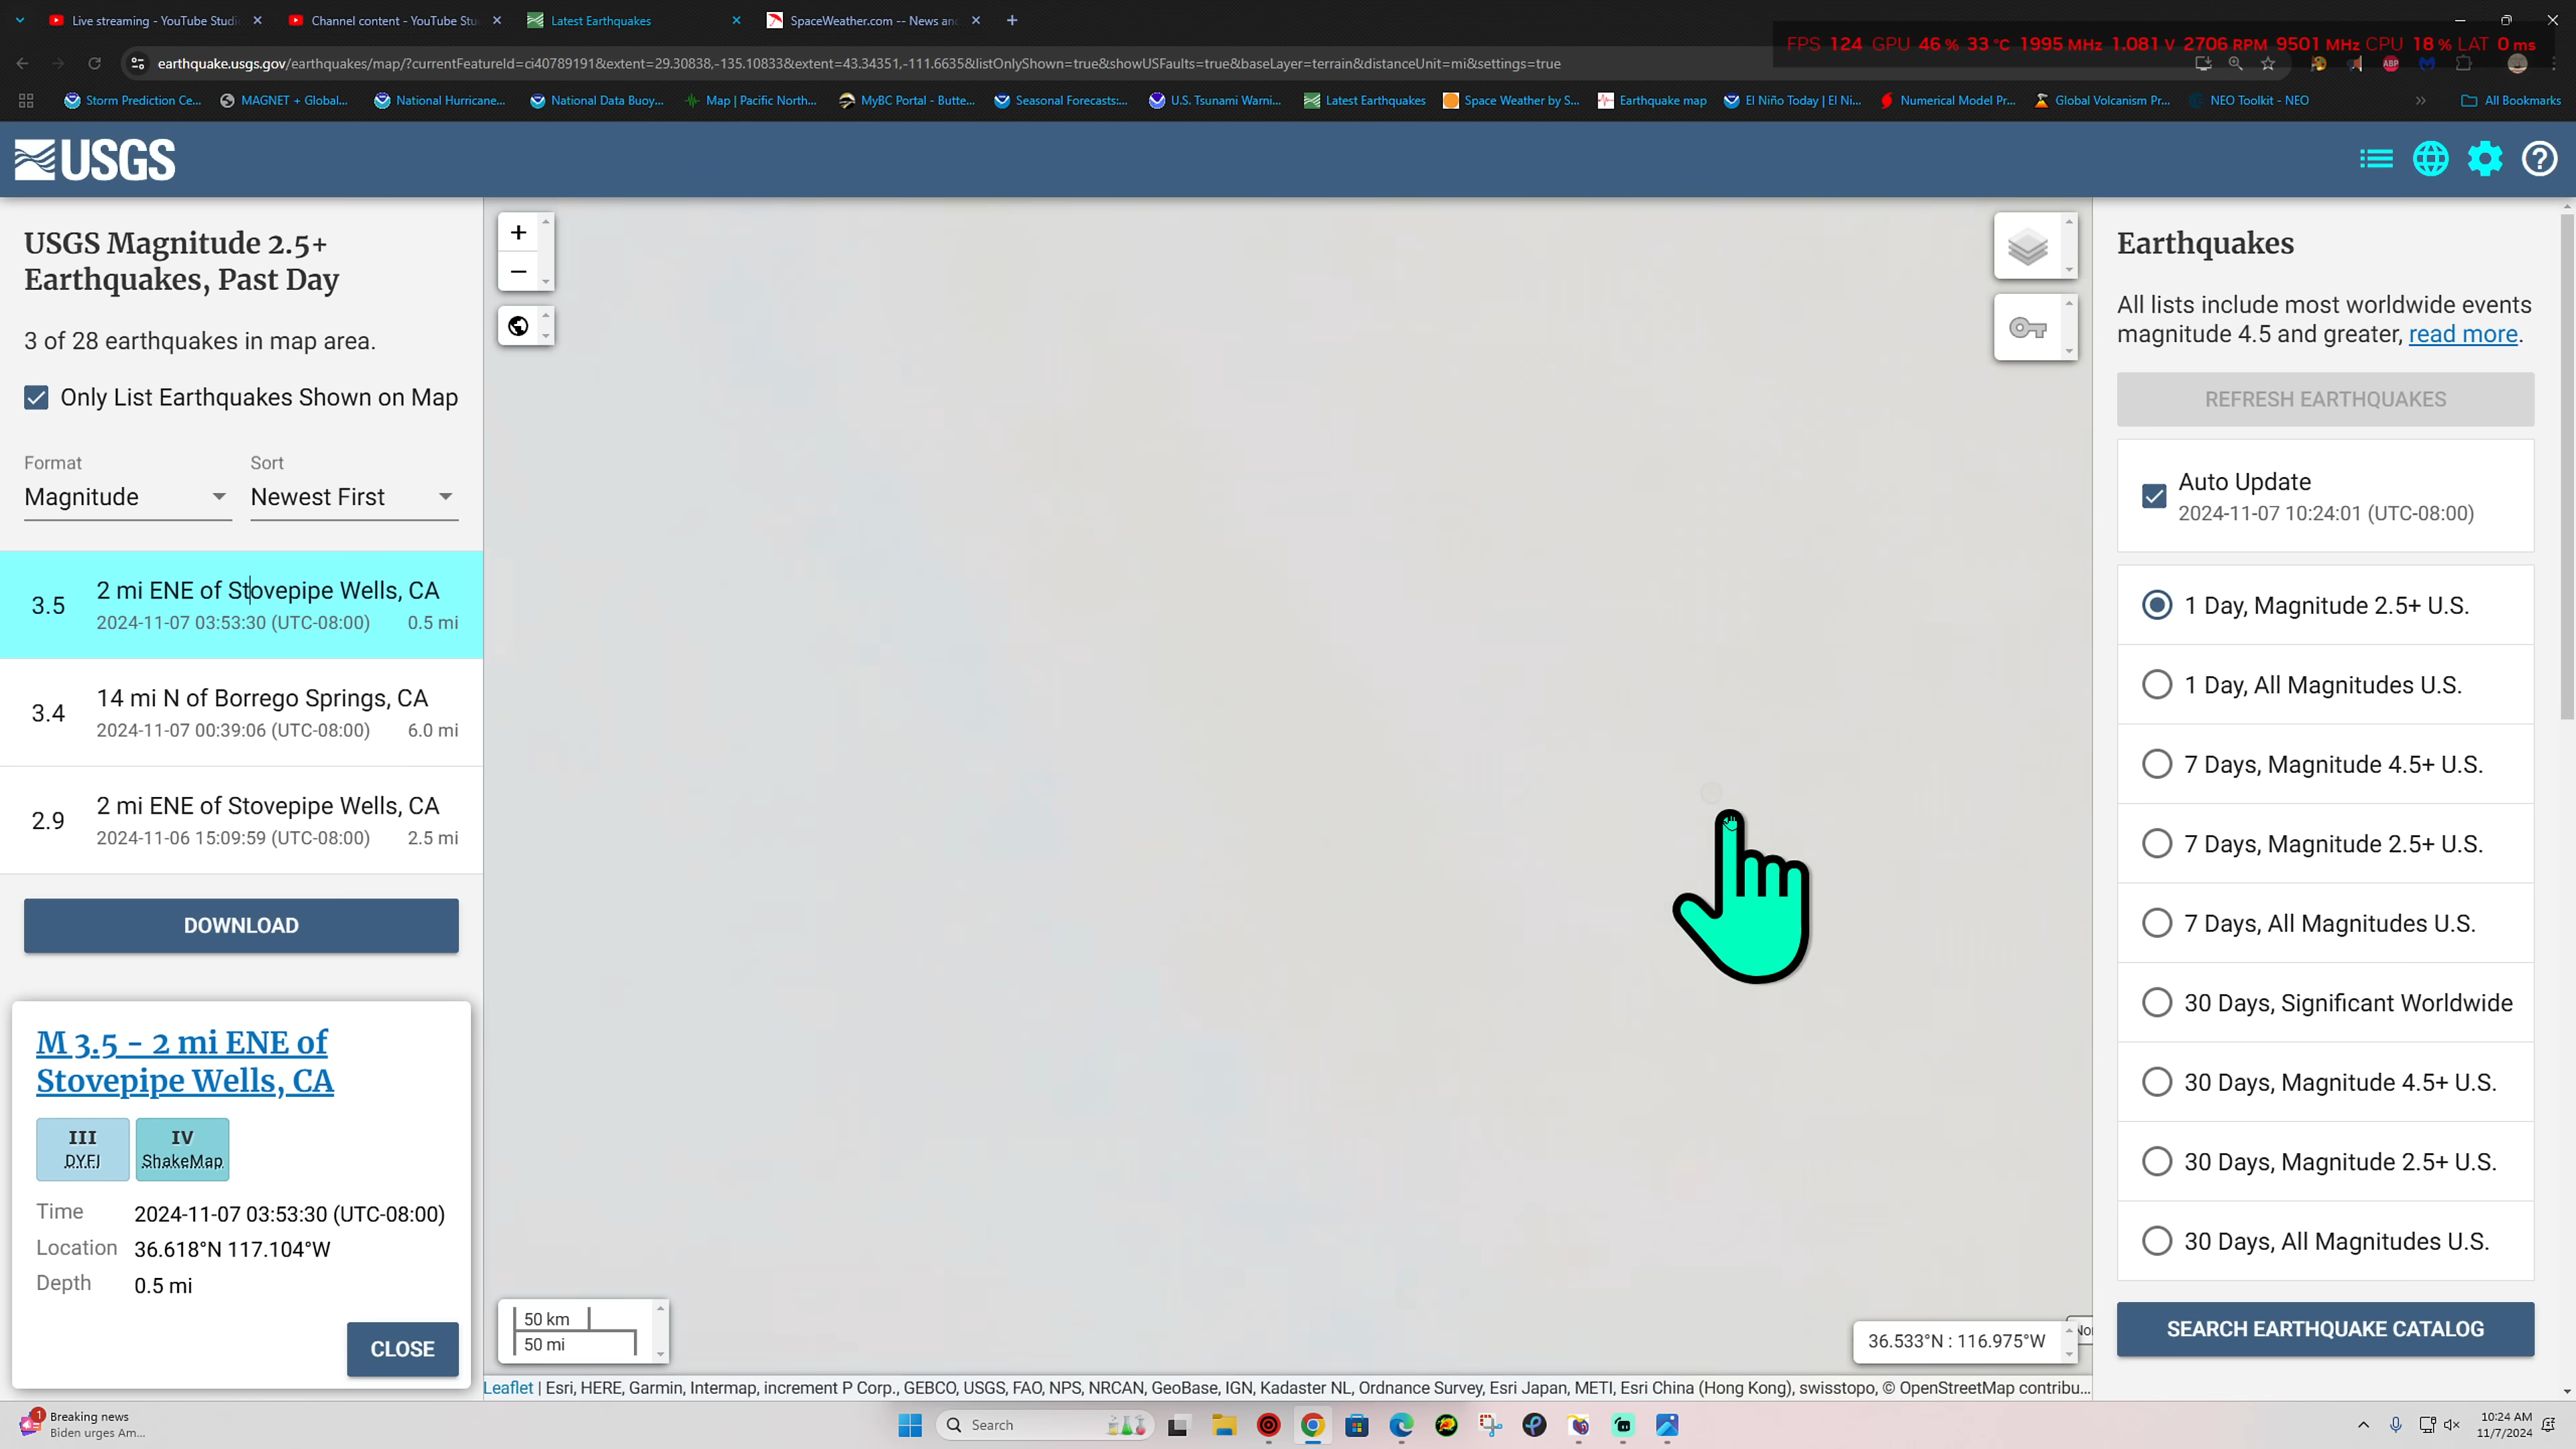 Live streaming - YouTube Studi
Channel content - YouTube Stu
Latest Earthquakes
SpaceWeather.com -- News an
FPS 124 GPU 46 % 33 °C 1995 MHz 1.081 V 2706 RPM 9501 MHz CPU 18 % LAT 0 ms
earthquake.usgs.gov/earthquakes/map/?currentFeatureId=ci40789191&extent=29.30838,-135.10833&extent=43.34351,-111.6635&listOnlyShown=true&showUSFaults=true&baseLayer=terrain&distanceUnit=mi&settings=true
ABP
Storm Prediction Ce...
MAGNET + Global...
National Hurricane...
National Data Buoy...
Map | Pacific North...
MyBC Portal - Butte...
Seasonal Forecasts:...
U.S. Tsunami Warni...
Latest Earthquakes
Space Weather by S...
Earthquake map
El Niño Today | El Ni...
Numerical Model Pr...
Global Volcanism Pr...
NEO Toolkit - NEO
All Bookmarks
USGS
USGS Magnitude 2.5+
Earthquakes, Past Day
3 of 28 earthquakes in map area.
Only List Earthquakes Shown on Map
Format
Sort
Magnitude
Newest First
3.5
2 mi ENE of Stovepipe Wells, CA
2024-11-07 03:53:30 (UTC-08:00) 0.5 mi
3.4
14 mi N of Borrego Springs, CA
2024-11-07 00:39:06 (UTC-08:00) 6.0 mi
2.9
2 mi ENE of Stovepipe Wells, CA
2024-11-06 15:09:59 (UTC-08:00) 2.5 mi
DOWNLOAD
M 3.5 - 2 mi ENE of
Stovepipe Wells, CA
III
DYFI
IV
ShakeMap
Time 2024-11-07 03:53:30 (UTC-08:00)
Location 36.618°N 117.104°W
Depth 0.5 mi
CLOSE
+
−
50 km
50 mi
36.533°N : 116.975°W
Leaflet | Esri, HERE, Garmin, Intermap, increment P Corp., GEBCO, USGS, FAO, NPS, NRCAN, GeoBase, IGN, Kadaster NL, Ordnance Survey, Esri Japan, METI, Esri China (Hong Kong), swisstopo, © OpenStreetMap contribu...
Earthquakes
All lists include most worldwide events
magnitude 4.5 and greater, read more.
REFRESH EARTHQUAKES
Auto Update
2024-11-07 10:24:01 (UTC-08:00)
1 Day, Magnitude 2.5+ U.S.
1 Day, All Magnitudes U.S.
7 Days, Magnitude 4.5+ U.S.
7 Days, Magnitude 2.5+ U.S.
7 Days, All Magnitudes U.S.
30 Days, Significant Worldwide
30 Days, Magnitude 4.5+ U.S.
30 Days, Magnitude 2.5+ U.S.
30 Days, All Magnitudes U.S.
SEARCH EARTHQUAKE CATALOG
1
Breaking news
Biden urges Am...
Search
10:24 AM
11/7/2024